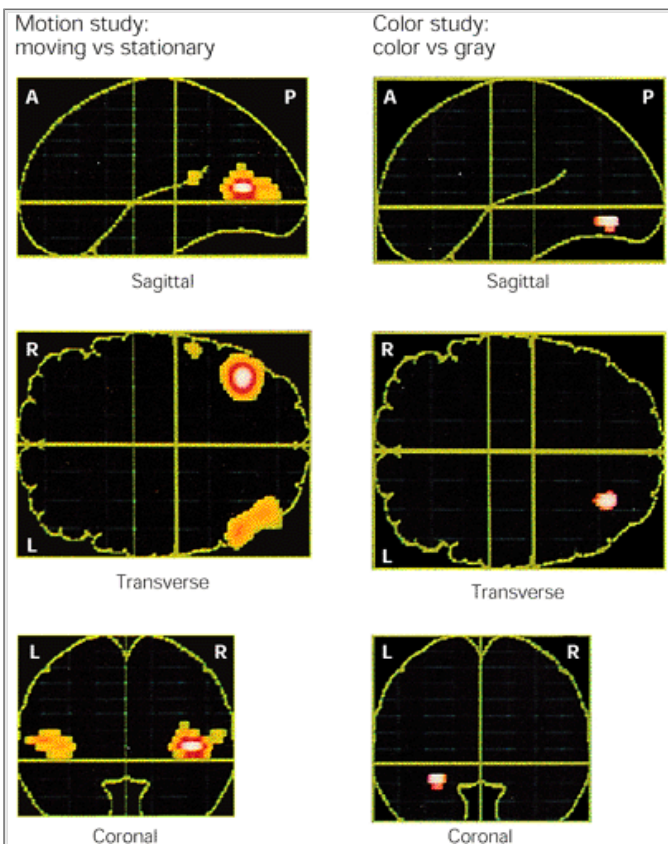 Motion study:
moving vs stationary
A P
Sagittal
R
L
Transverse
L R
Coronal
Color study:
color vs gray
A P
Sagittal
R
L
Transverse
L R
Coronal